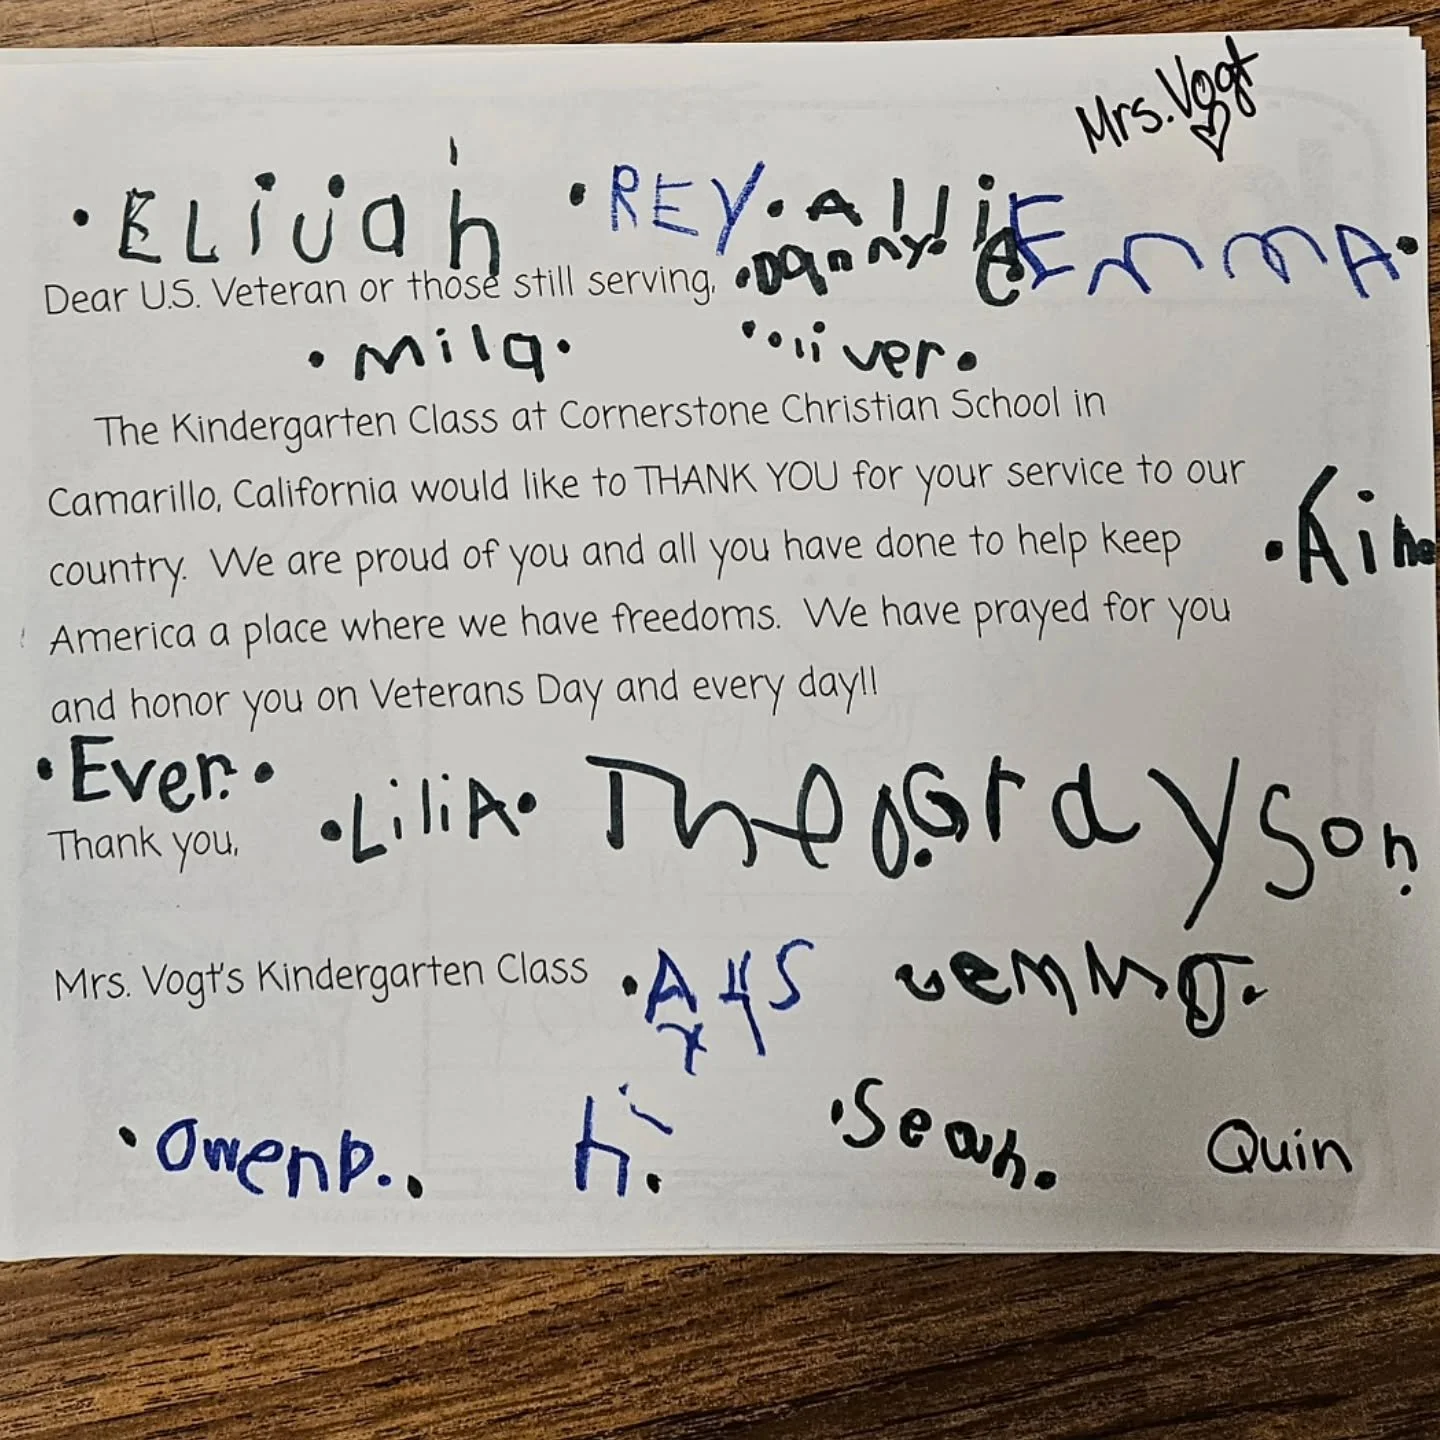 Mrs. Vogt
ELijah REY Allie Emma
Dear U.S. Veteran or those still serving, Danny
mila oliver
The Kindergarten Class at Cornerstone Christian School in
Camarillo, California would like to THANK YOU for your service to our
country. We are proud of you and all you have done to help keep
America a place where we have freedoms. We have prayed for you
and honor you on Veterans Day and every day!!
Ever
Thank you, LiliA Theo Grayson
Mrs. Vogt's Kindergarten Class
OwenP. Seah Quin